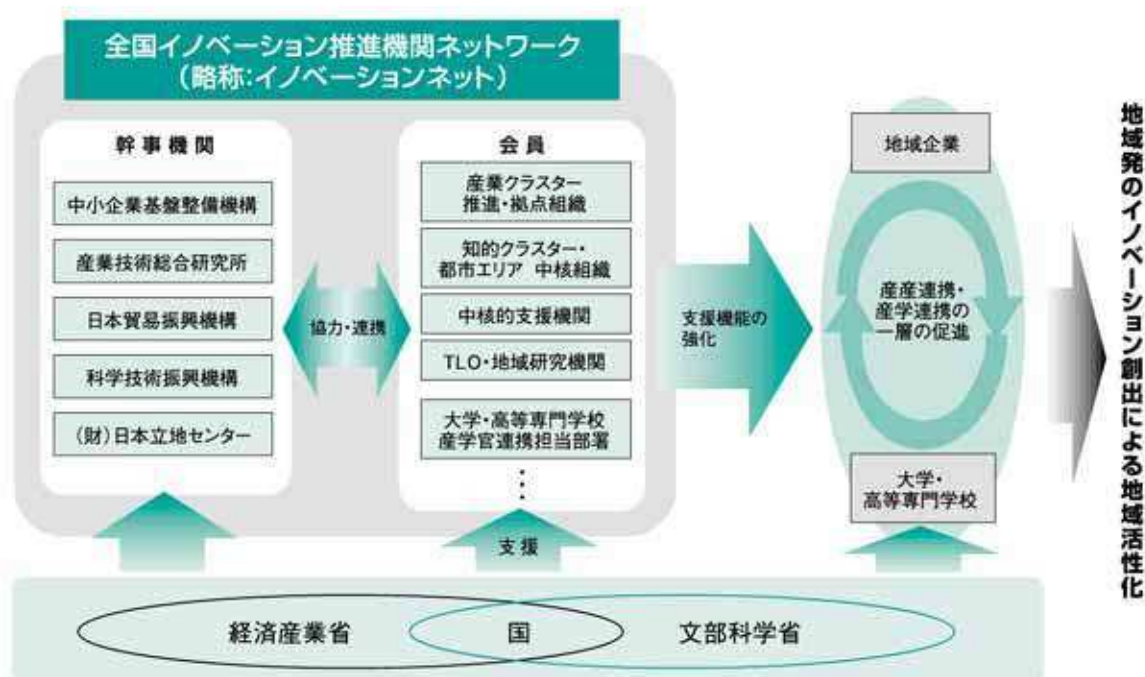 全国イノベーション推進機関ネットワーク
（略称：イノベーションネット）
幹事機関
中小企業基盤整備機構
産業技術総合研究所
日本貿易振興機構
科学技術振興機構
（財）日本立地センター
協力・連携
会員
産業クラスター
推進・拠点組織
知的クラスター・
都市エリア 中核組織
中核的支援機関
TLO・地域研究機関
大学・高等専門学校
産学官連携担当部署
⋮
支援機能の
強化
地域企業
産産連携・
産学連携の
一層の促進
大学・
高等専門学校
地域発のイノベーション創出による地域活性化
支援
経済産業省
国
文部科学省